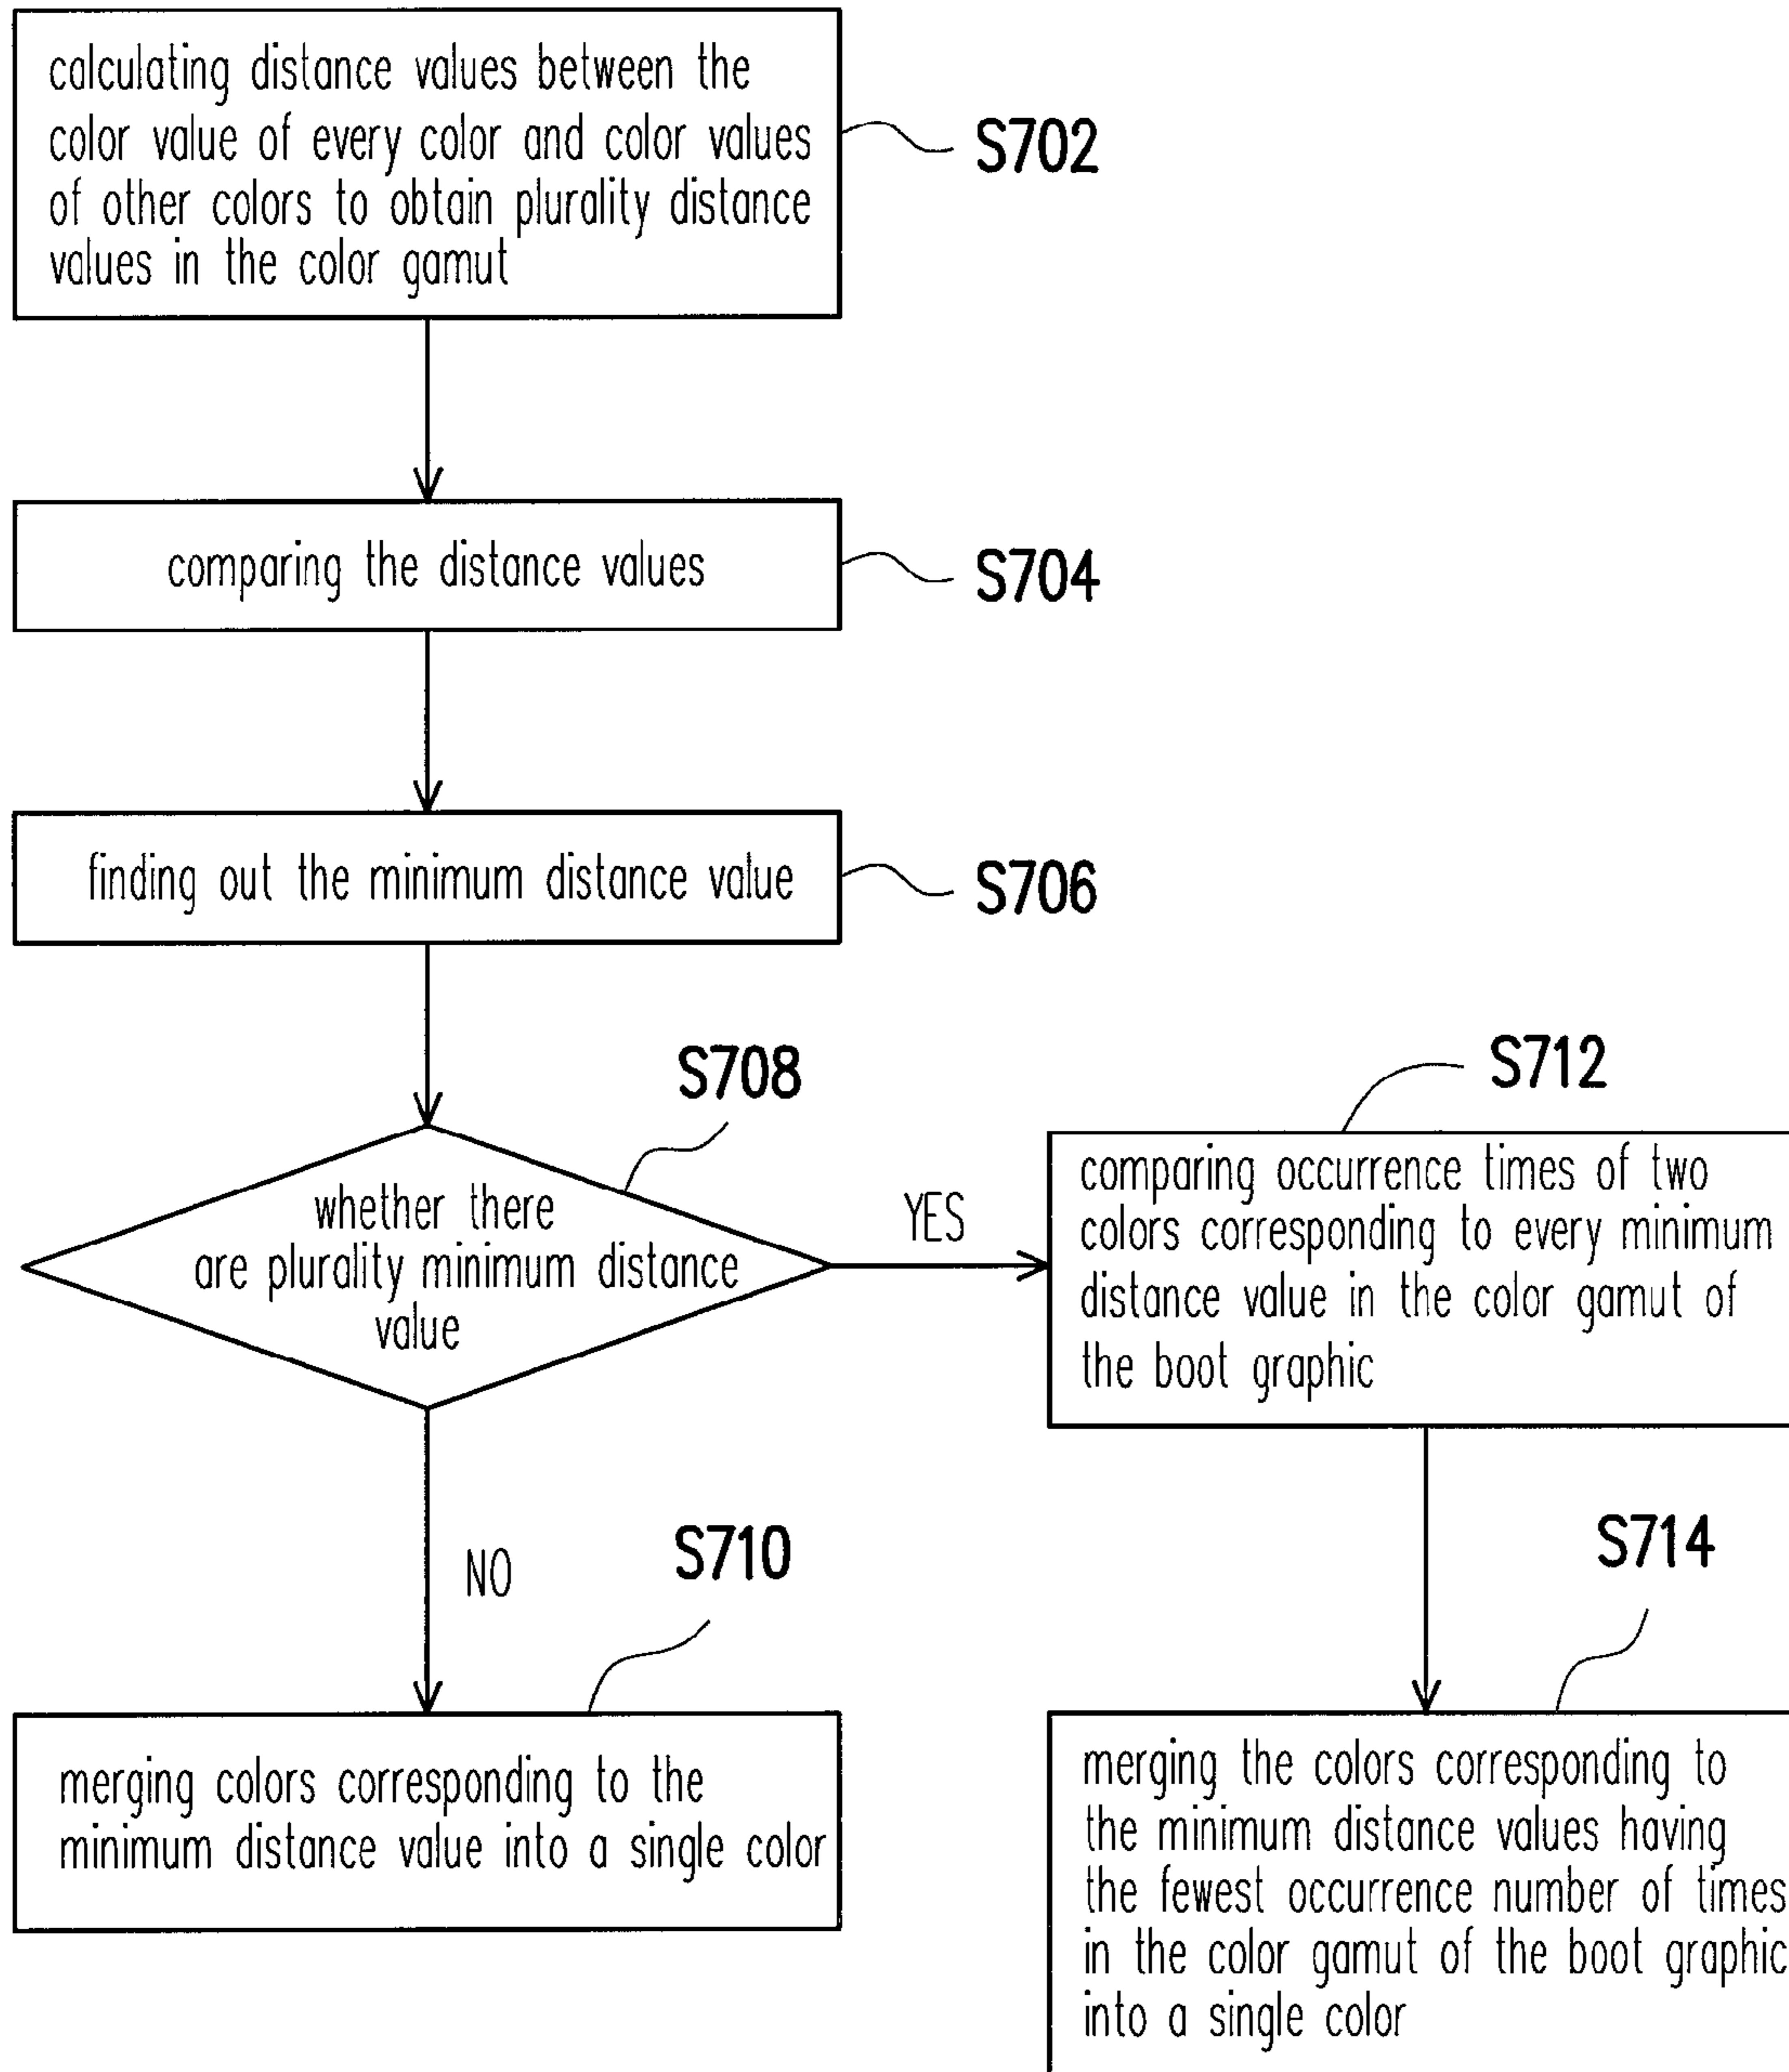 calculating distance values between the
color value of every color and color values
of other colors to obtain plurality distance
values in the color gamut
S702
comparing the distance values
S704
finding out the minimum distance value
S706
S708
whether there
are plurality minimum distance
value
YES
S712
comparing occurrence times of two
colors corresponding to every minimum
distance value in the color gamut of
the boot graphic
NO
S710
merging colors corresponding to the
minimum distance value into a single color
S714
merging the colors corresponding to
the minimum distance values having
the fewest occurrence number of times
in the color gamut of the boot graphic
into a single color